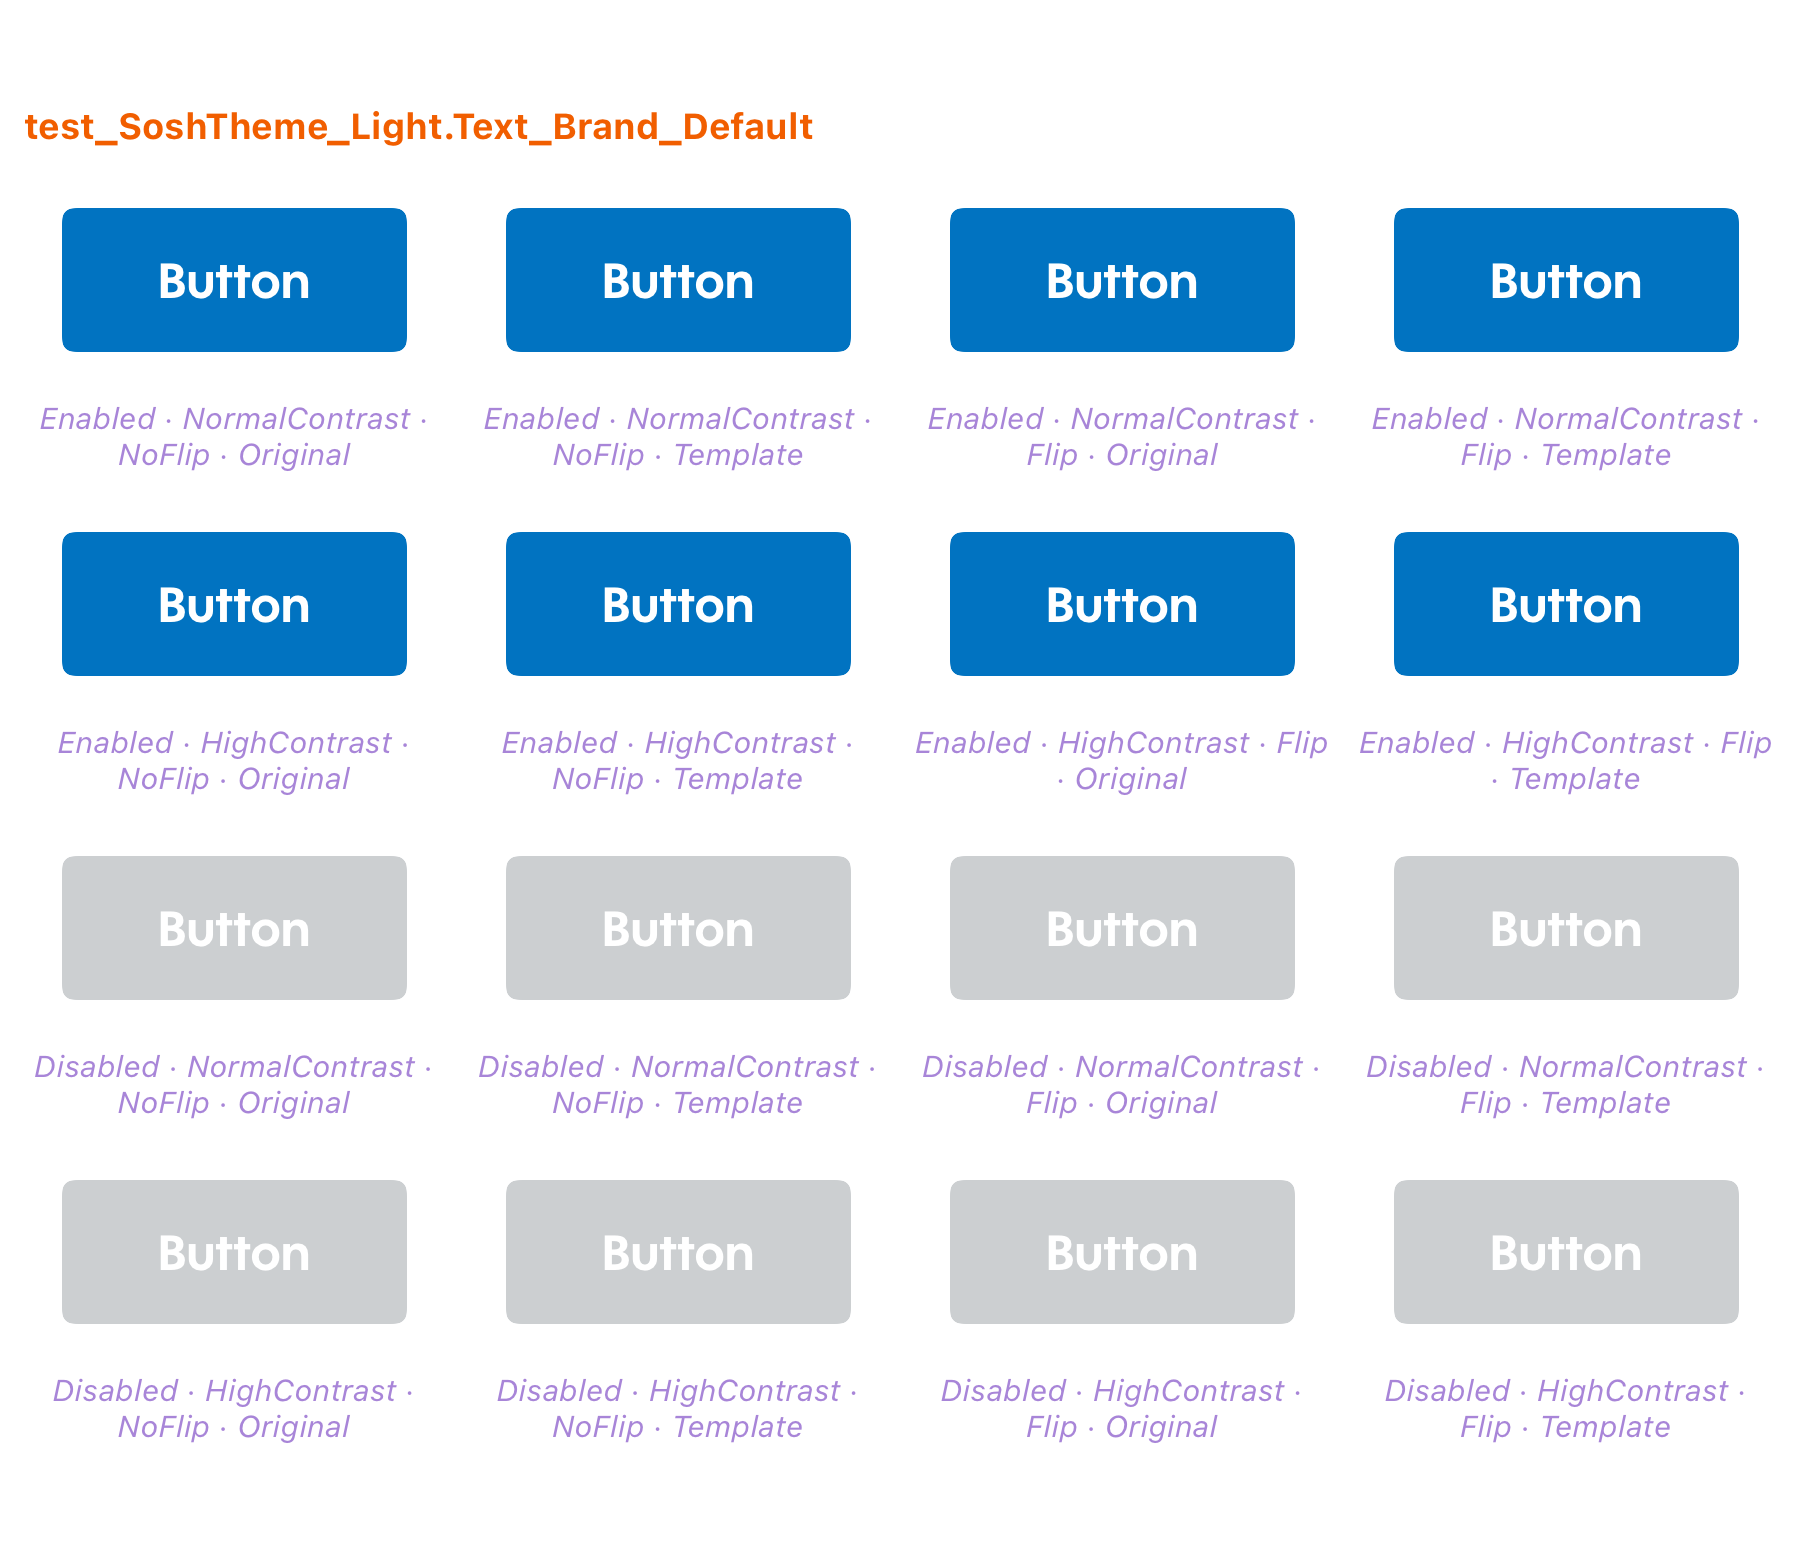 test_SoshTheme_Light.Text_Brand_Default
Button
Button
Button
Button
Enabled · NormalContrast ·
NoFlip · Original
Enabled · NormalContrast ·
NoFlip · Template
Enabled · NormalContrast ·
Flip · Original
Enabled · NormalContrast ·
Flip · Template
Button
Button
Button
Button
Enabled · HighContrast ·
NoFlip · Original
Enabled · HighContrast ·
NoFlip · Template
Enabled · HighContrast · Flip
· Original
Enabled · HighContrast · Flip
· Template
Button
Button
Button
Button
Disabled · NormalContrast ·
NoFlip · Original
Disabled · NormalContrast ·
NoFlip · Template
Disabled · NormalContrast ·
Flip · Original
Disabled · NormalContrast ·
Flip · Template
Button
Button
Button
Button
Disabled · HighContrast ·
NoFlip · Original
Disabled · HighContrast ·
NoFlip · Template
Disabled · HighContrast ·
Flip · Original
Disabled · HighContrast ·
Flip · Template